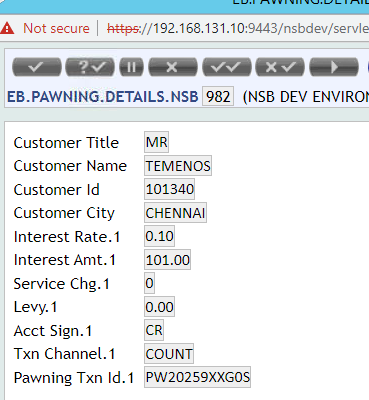 EB.PAWNING.DETAILS.NSB
Not secure https://192.168.131.10:9443/nsbdev/servle
EB.PAWNING.DETAILS.NSB 982 (NSB DEV ENVIRON
Customer Title MR
Customer Name TEMENOS
Customer Id 101340
Customer City CHENNAI
Interest Rate.1 0.10
Interest Amt.1 101.00
Service Chg.1 0
Levy.1 0.00
Acct Sign.1 CR
Txn Channel.1 COUNT
Pawning Txn Id.1 PW20259XXG0S